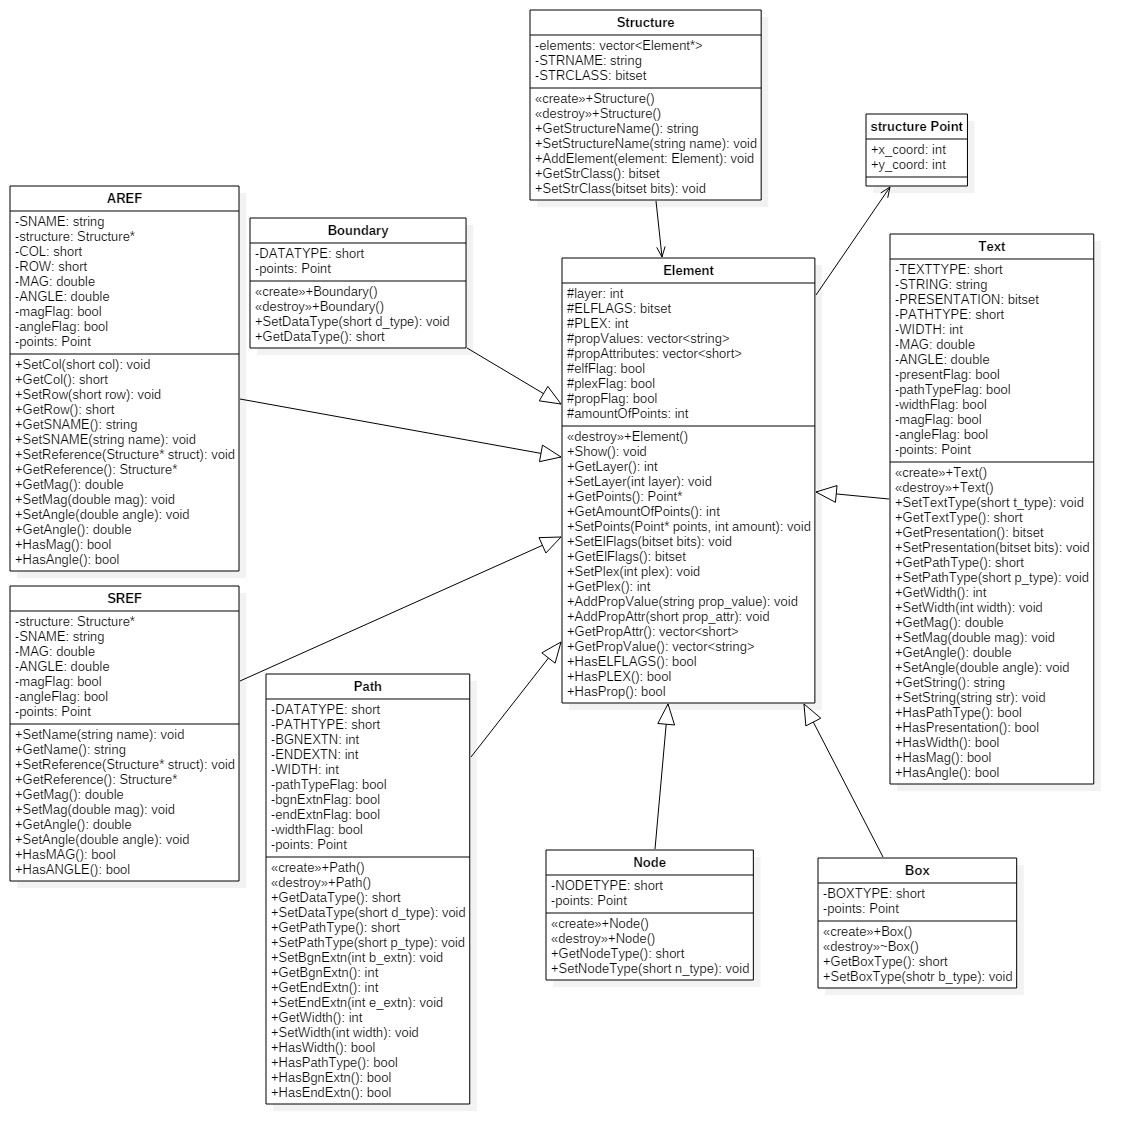 Structure
-elements: vector<Element*>
-STRNAME: string
-STRCLASS: bitset
«create»+Structure()
«destroy»+Structure()
+GetStructureName(): string
+SetStructureName(string name): void
+AddElement(element: Element): void
+GetStrClass(): bitset
+SetStrClass(bitset bits): void
structure Point
+x_coord: int
+y_coord: int
AREF
-SNAME: string
-structure: Structure*
-COL: short
-ROW: short
-MAG: double
-ANGLE: double
-magFlag: bool
-angleFlag: bool
-points: Point
+SetCol(short col): void
+GetCol(): short
+SetRow(short row): void
+GetRow(): short
+GetSNAME(): string
+SetSNAME(string name): void
+SetReference(Structure* struct): void
+GetReference(): Structure*
+GetMag(): double
+SetMag(double mag): void
+SetAngle(double angle): void
+GetAngle(): double
+HasMag(): bool
+HasAngle(): bool
Boundary
-DATATYPE: short
-points: Point
«create»+Boundary()
«destroy»+Boundary()
+SetDataType(short d_type): void
+GetDataType(): short
Element
#layer: int
#ELFLAGS: bitset
#PLEX: int
#propValues: vector<string>
#propAttributes: vector<short>
#elfFlag: bool
#plexFlag: bool
#propFlag: bool
#amountOfPoints: int
«destroy»+Element()
+Show(): void
+GetLayer(): int
+SetLayer(int layer): void
+GetPoints(): Point*
+GetAmountOfPoints(): int
+SetPoints(Point* points, int amount): void
+SetElFlags(bitset bits): void
+GetElFlags(): bitset
+SetPlex(int plex): void
+GetPlex(): int
+AddPropValue(string prop_value): void
+AddPropAttr(short prop_attr): void
+GetPropAttr(): vector<short>
+GetPropValue(): vector<string>
+HasELFLAGS(): bool
+HasPLEX(): bool
+HasProp(): bool
Text
-TEXTTYPE: short
-STRING: string
-PRESENTATION: bitset
-PATHTYPE: short
-WIDTH: int
-MAG: double
-ANGLE: double
-presentFlag: bool
-pathTypeFlag: bool
-widthFlag: bool
-magFlag: bool
-angleFlag: bool
-points: Point
«create»+Text()
«destroy»+Text()
+SetTextType(short t_type): void
+GetTextType(): short
+GetPresentation(): bitset
+SetPresentation(bitset bits): void
+GetPathType(): short
+SetPathType(short p_type): void
+GetWidth(): int
+SetWidth(int width): void
+GetMag(): double
+SetMag(double mag): void
+GetAngle(): double
+SetAngle(double angle): void
+GetString(): string
+SetString(string str): void
+HasPathType(): bool
+HasPresentation(): bool
+HasWidth(): bool
+HasMag(): bool
+HasAngle(): bool
SREF
-structure: Structure*
-SNAME: string
-MAG: double
-ANGLE: double
-magFlag: bool
-angleFlag: bool
-points: Point
+SetName(string name): void
+GetName(): string
+SetReference(Structure* struct): void
+GetReference(): Structure*
+GetMag(): double
+SetMag(double mag): void
+GetAngle(): double
+SetAngle(double angle): void
+HasMAG(): bool
+HasANGLE(): bool
Path
-DATATYPE: short
-PATHTYPE: short
-BGNEXTN: int
-ENDEXTN: int
-WIDTH: int
-pathTypeFlag: bool
-bgnExtnFlag: bool
-endExtnFlag: bool
-widthFlag: bool
-points: Point
«create»+Path()
«destroy»+Path()
+GetDataType(): short
+SetDataType(short d_type): void
+GetPathType(): short
+SetPathType(short p_type): void
+SetBgnExtn(int b_extn): void
+GetBgnExtn(): int
+GetEndExtn(): int
+SetEndExtn(int e_extn): void
+GetWidth(): int
+SetWidth(int width): void
+HasWidth(): bool
+HasPathType(): bool
+HasBgnExtn(): bool
+HasEndExtn(): bool
Node
-NODETYPE: short
-points: Point
«create»+Node()
«destroy»+Node()
+GetNodeType(): short
+SetNodeType(short n_type): void
Box
-BOXTYPE: short
-points: Point
«create»+Box()
«destroy»~Box()
+GetBoxType(): short
+SetBoxType(shotr b_type): void